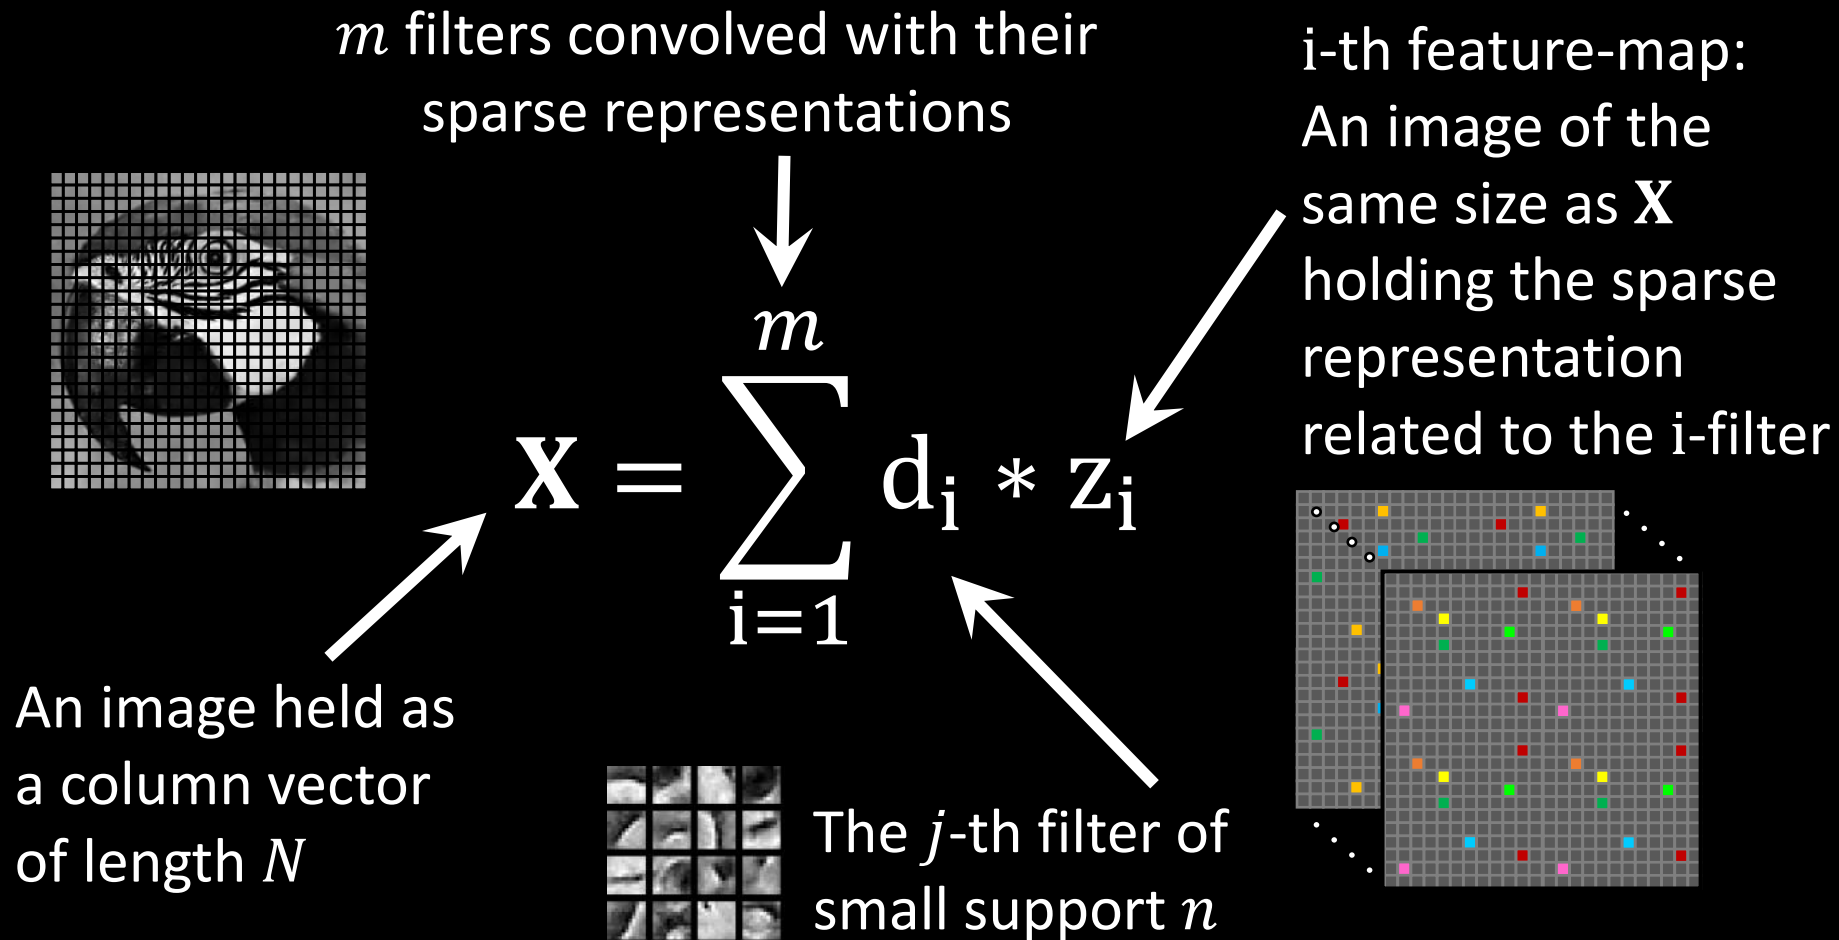 m filters convolved with their
sparse representations
i-th feature-map:
An image of the
same size as X
holding the sparse
representation
related to the i-filter
m
X = ∑ dᵢ ∗ zᵢ
i=1
An image held as
a column vector
of length N
The j-th filter of
small support n